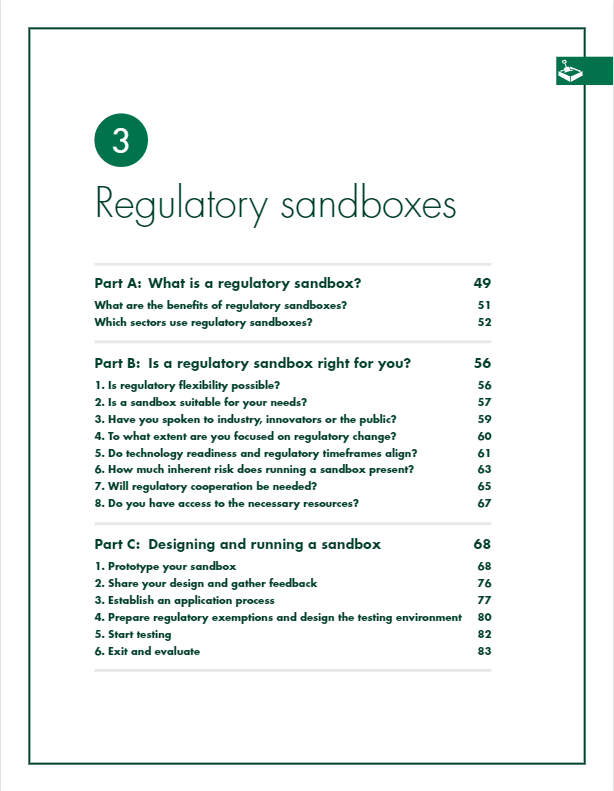 3
Regulatory sandboxes
Part A: What is a regulatory sandbox? 49
What are the benefits of regulatory sandboxes? 51
Which sectors use regulatory sandboxes? 52
Part B: Is a regulatory sandbox right for you? 56
1. Is regulatory flexibility possible? 56
2. Is a sandbox suitable for your needs? 57
3. Have you spoken to industry, innovators or the public? 59
4. To what extent are you focused on regulatory change? 60
5. Do technology readiness and regulatory timeframes align? 61
6. How much inherent risk does running a sandbox present? 63
7. Will regulatory cooperation be needed? 65
8. Do you have access to the necessary resources? 67
Part C: Designing and running a sandbox 68
1. Prototype your sandbox 68
2. Share your design and gather feedback 76
3. Establish an application process 77
4. Prepare regulatory exemptions and design the testing environment 80
5. Start testing 82
6. Exit and evaluate 83